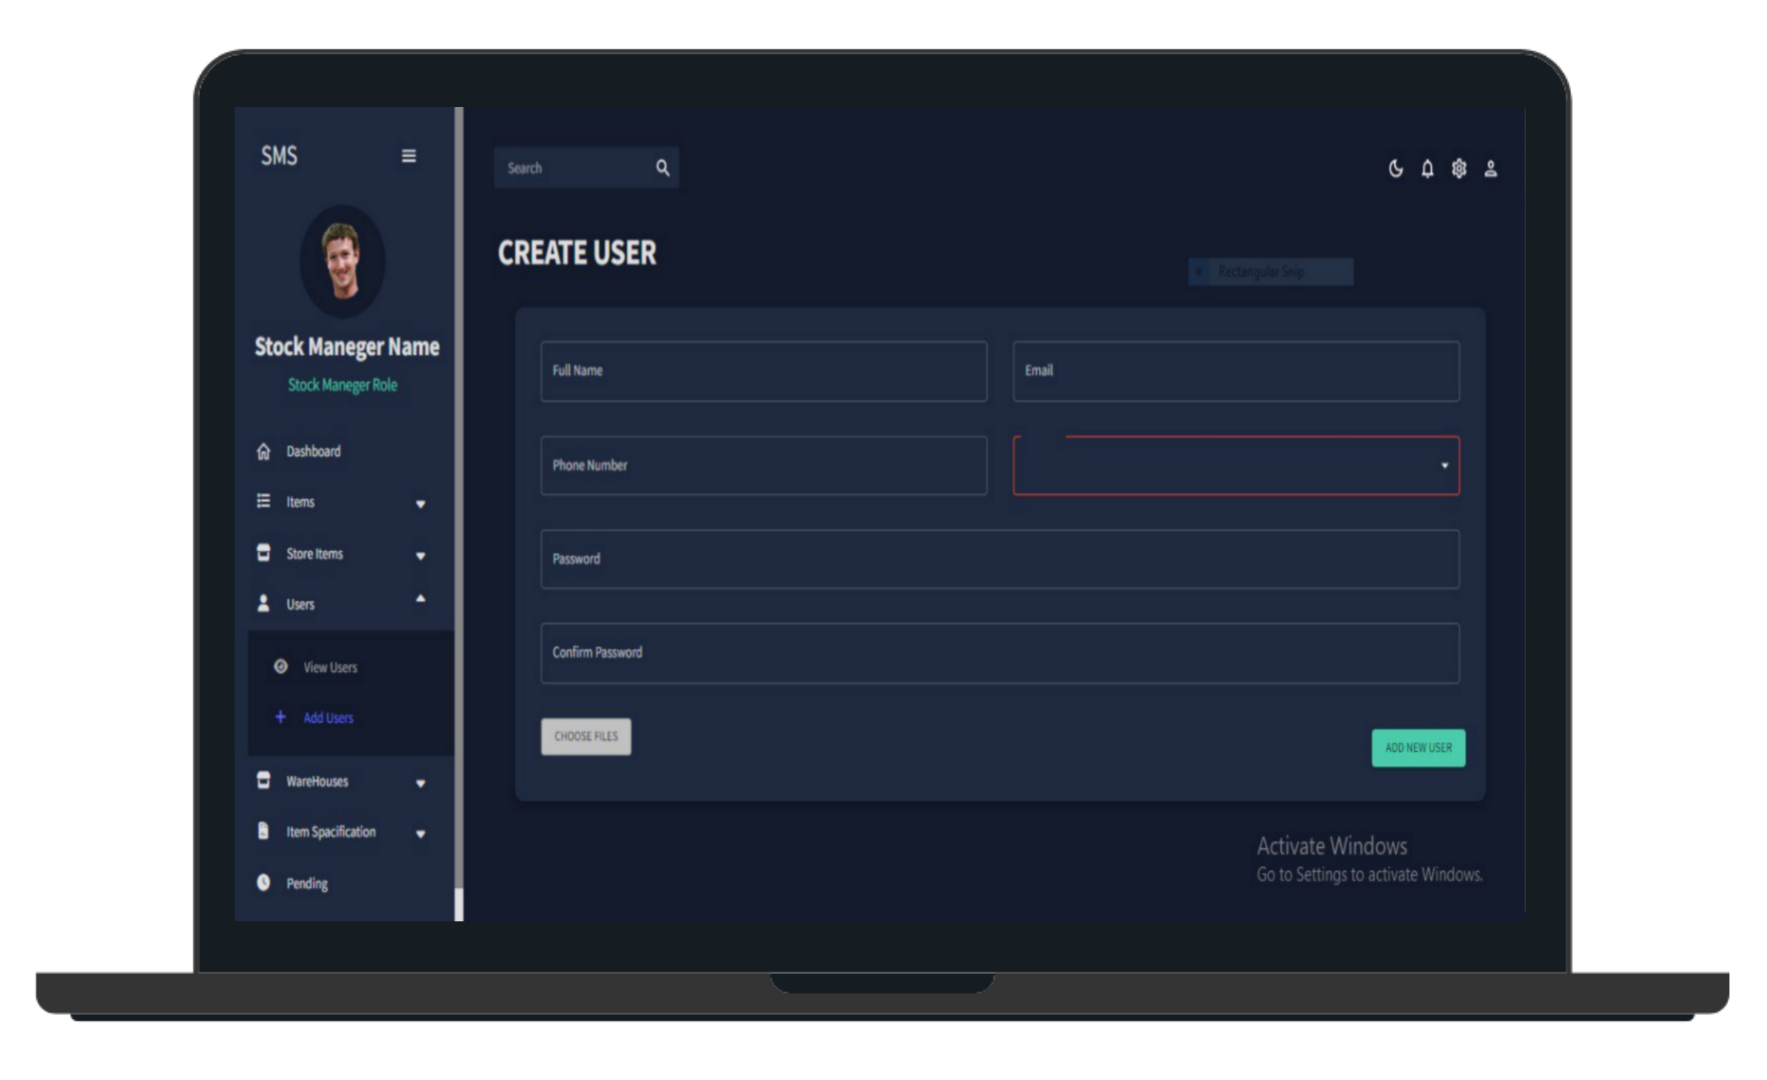 SMS
Stock Maneger Name
Stock Maneger Role
Dashboard
Items
Store Items
Users
View Users
Add Users
WareHouses
Item Spacification
Pending
Search
CREATE USER
Rectangular Snip
Full Name
Email
Phone Number
Password
Confirm Password
CHOOSE FILES
ADD NEW USER
Activate Windows
Go to Settings to activate Windows.